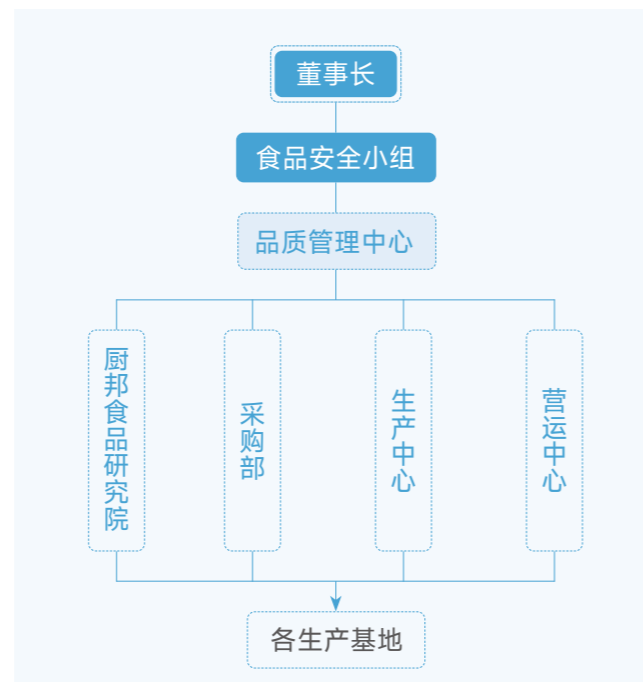 董事长
食品安全小组
品质管理中心
厨邦食品研究院
采购部
生产中心
营运中心
各生产基地